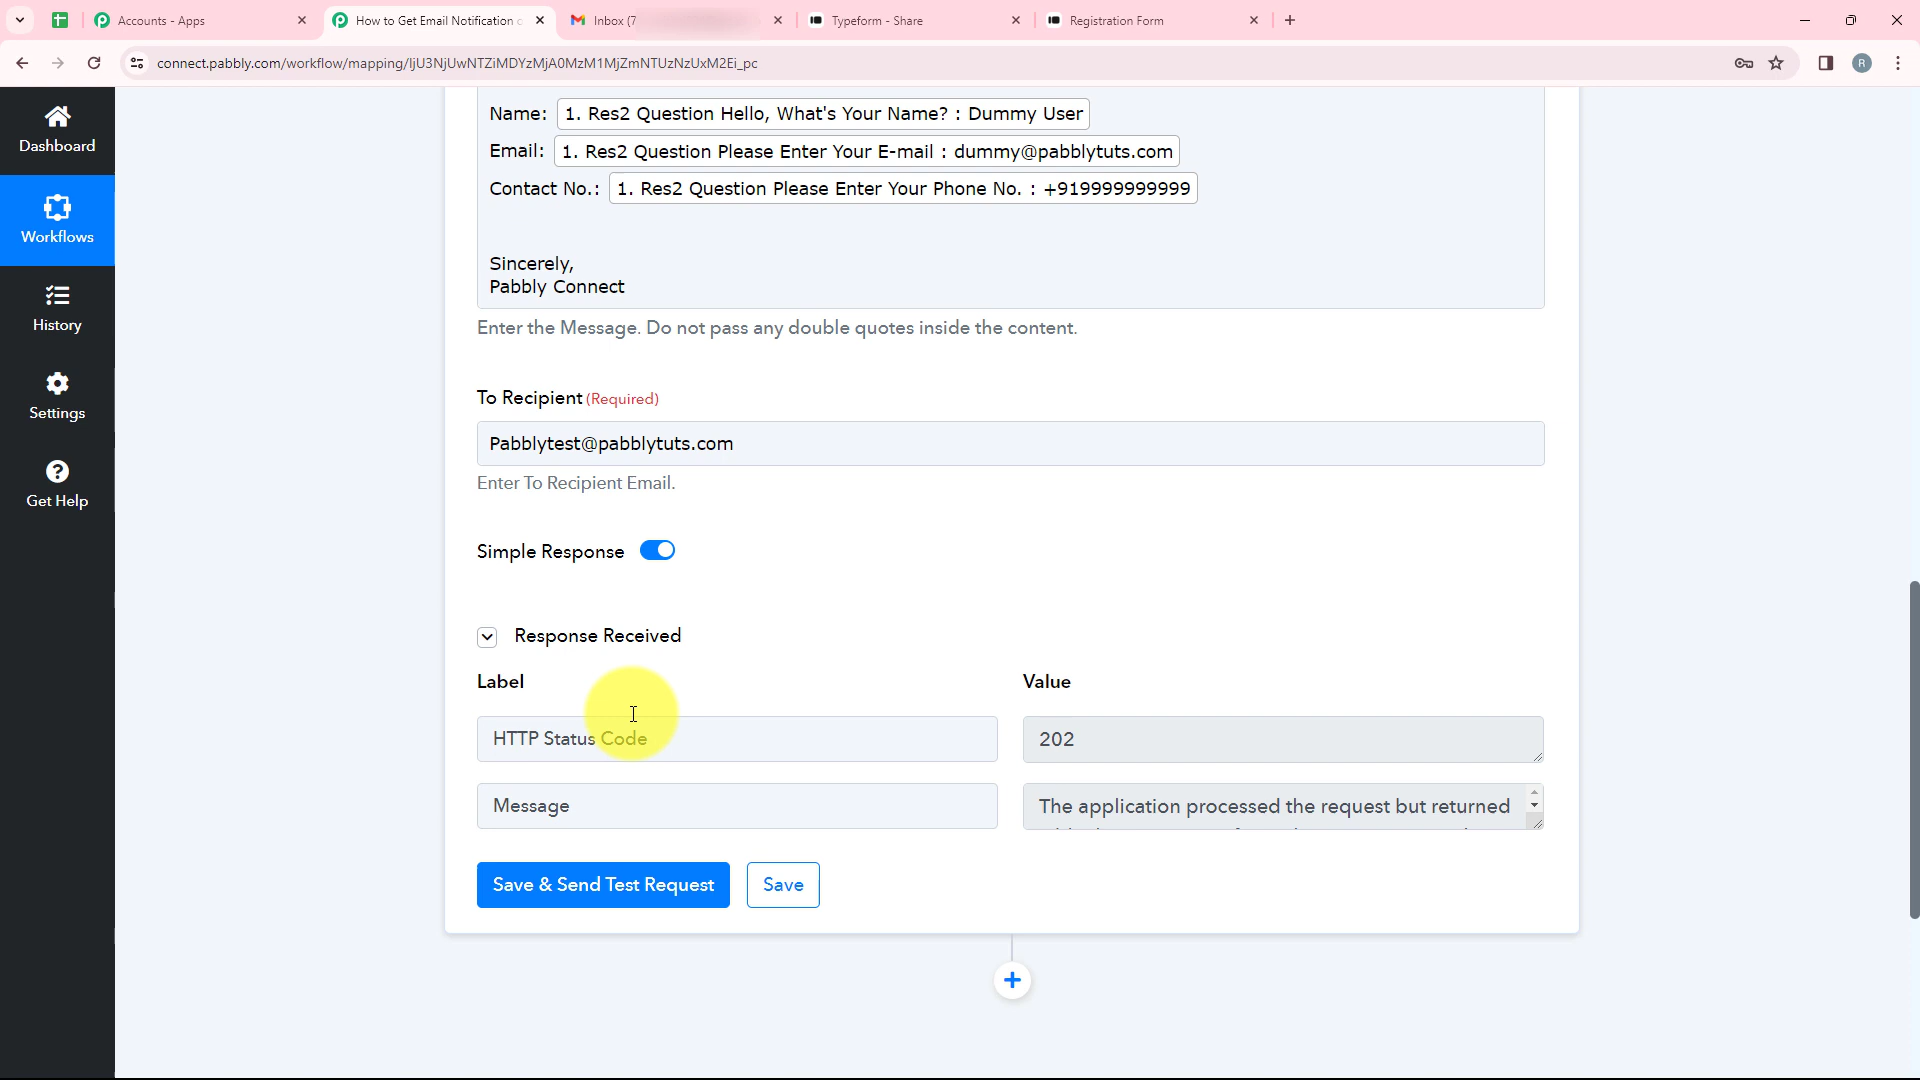 Accounts - Apps
How to Get Email Notification o
Inbox (7
Typeform - Share
Registration Form
connect.pabbly.com/workflow/mapping/IjU3NjUwNTZiMDYzMjA0MzM1MjZmNTUzNzUxM2Ei_pc
R
Dashboard
Workflows
History
Settings
Get Help
Name: 1. Res2 Question Hello, What's Your Name? : Dummy User
Email: 1. Res2 Question Please Enter Your E-mail : dummy@pabblytuts.com
Contact No.: 1. Res2 Question Please Enter Your Phone No. : +919999999999
Sincerely,
Pabbly Connect
Enter the Message. Do not pass any double quotes inside the content.
To Recipient (Required)
Pabblytest@pabblytuts.com
Enter To Recipient Email.
Simple Response
Response Received
Label Value
HTTP Status Code 202
Message The application processed the request but returned
Save & Send Test Request Save